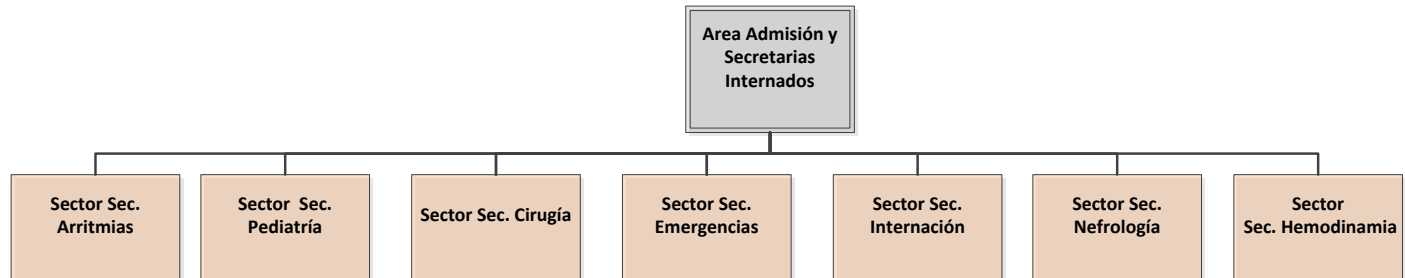 Area Admisión y
Secretarias
Internados
Sector Sec.
Arritmias
Sector Sec.
Pediatría
Sector Sec. Cirugía
Sector Sec.
Emergencias
Sector Sec.
Internación
Sector Sec.
Nefrología
Sector
Sec. Hemodinamia